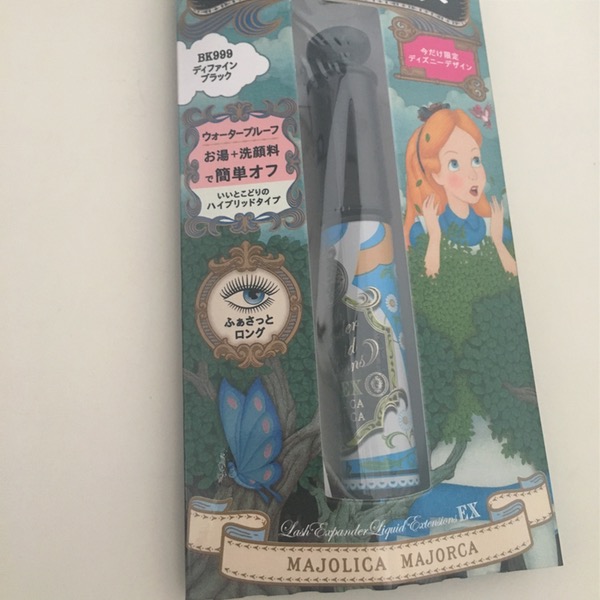 BK999
ディファイン
ブラック
今だけ限定
ディズニーデザイン
ウォータープルーフ
お湯+洗顔料
で簡単オフ
いいとこどりの
ハイブリッドタイプ
ふぁさっと
ロング
EX
Lash Expander Liquid Extensions EX
MAJOLICA MAJORCA